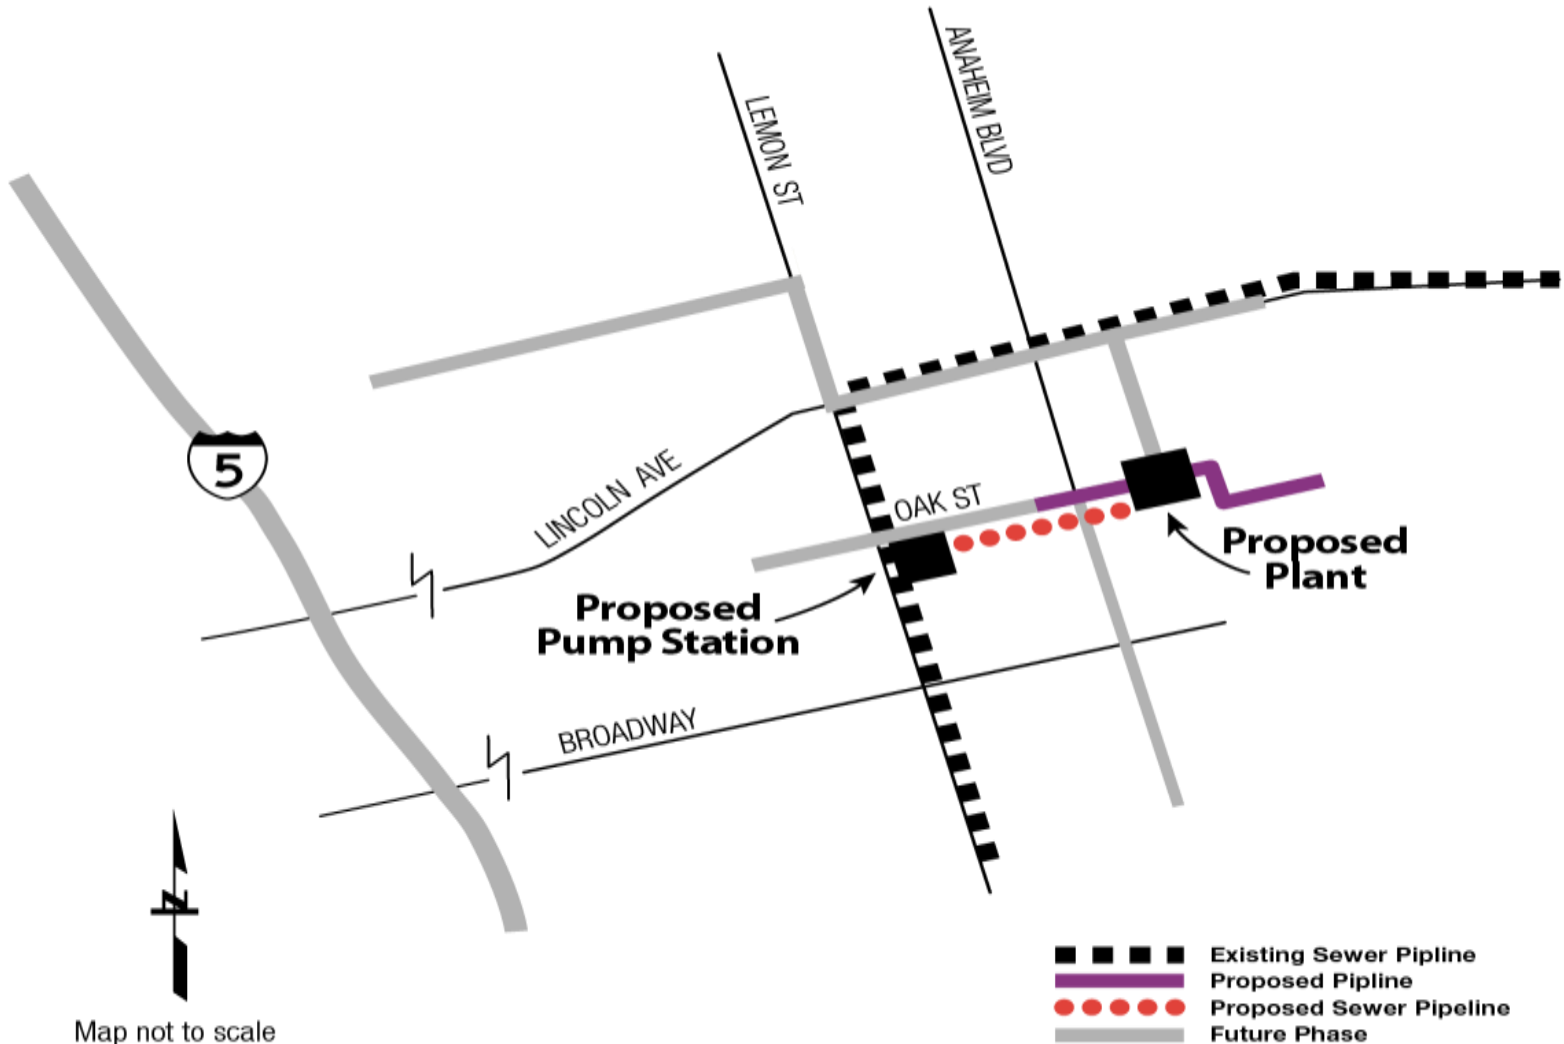 ANAHEIM BLVD
LEMON ST
5
LINCOLN AVE
OAK ST
Proposed
Plant
Proposed
Pump Station
BROADWAY
N
Map not to scale
Existing Sewer Pipline
Proposed Pipline
Proposed Sewer Pipeline
Future Phase